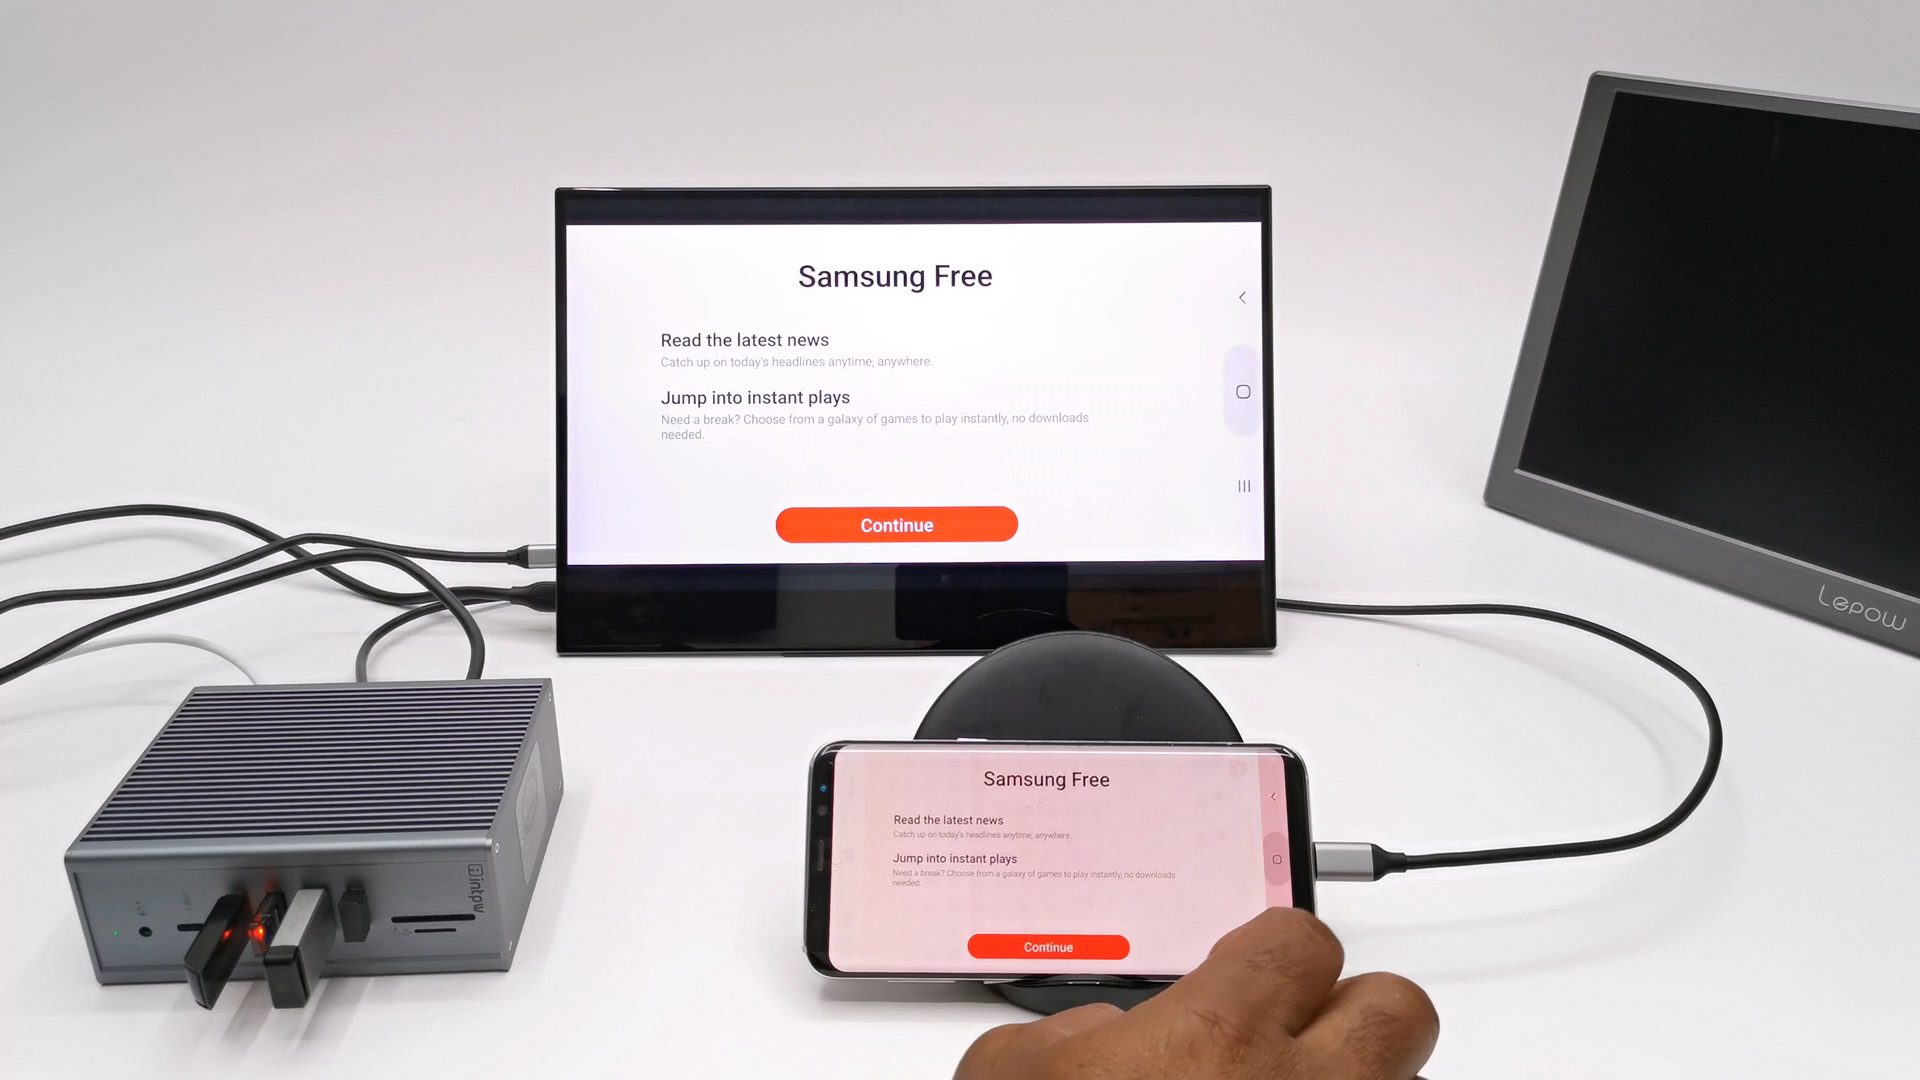 Samsung Free
Read the latest news
Catch up on today's headlines anytime, anywhere.
Jump into instant plays
Need a break? Choose from a galaxy of games to play instantly, no downloads
needed.
Continue
Lepow
Samsung Free
Read the latest news
Catch up on today's headlines anytime, anywhere.
Jump into instant plays
Need a break? Choose from a galaxy of games to play instantly, no downloads
needed.
Continue
intpw